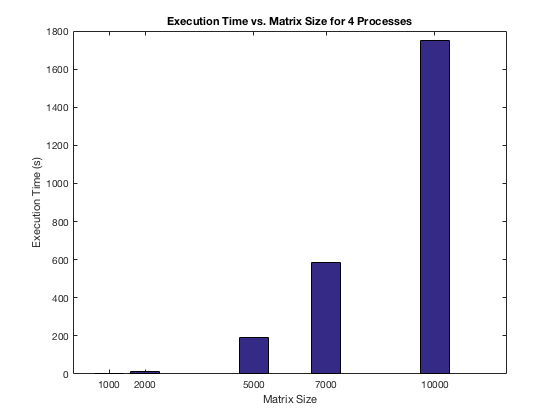 Execution Time vs. Matrix Size for 4 Processes
1800
1600
1400
1200
1000
800
600
400
200
0
Execution Time (s)
1000 2000 5000 7000 10000
Matrix Size